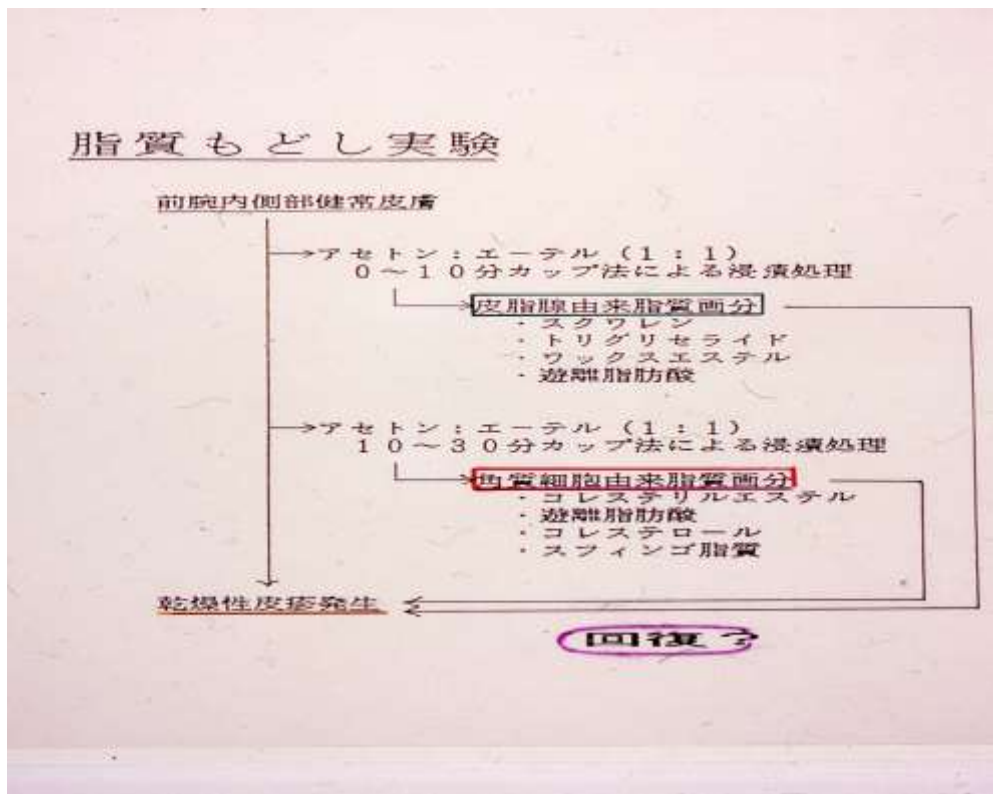 脂質もどし実験
前腕内側部健常皮膚
アセトン：エーテル（1：1）
0～10分カップ法による浸漬処理
皮脂腺由来脂質画分
・スクワレン
・トリグリセライド
・ワックスエステル
・遊離脂肪酸
アセトン：エーテル（1：1）
10～30分カップ法による浸漬処理
角質細胞由来脂質画分
・コレステリルエステル
・遊離脂肪酸
・コレステロール
・スフィンゴ脂質
乾燥性皮疹発生
回復？